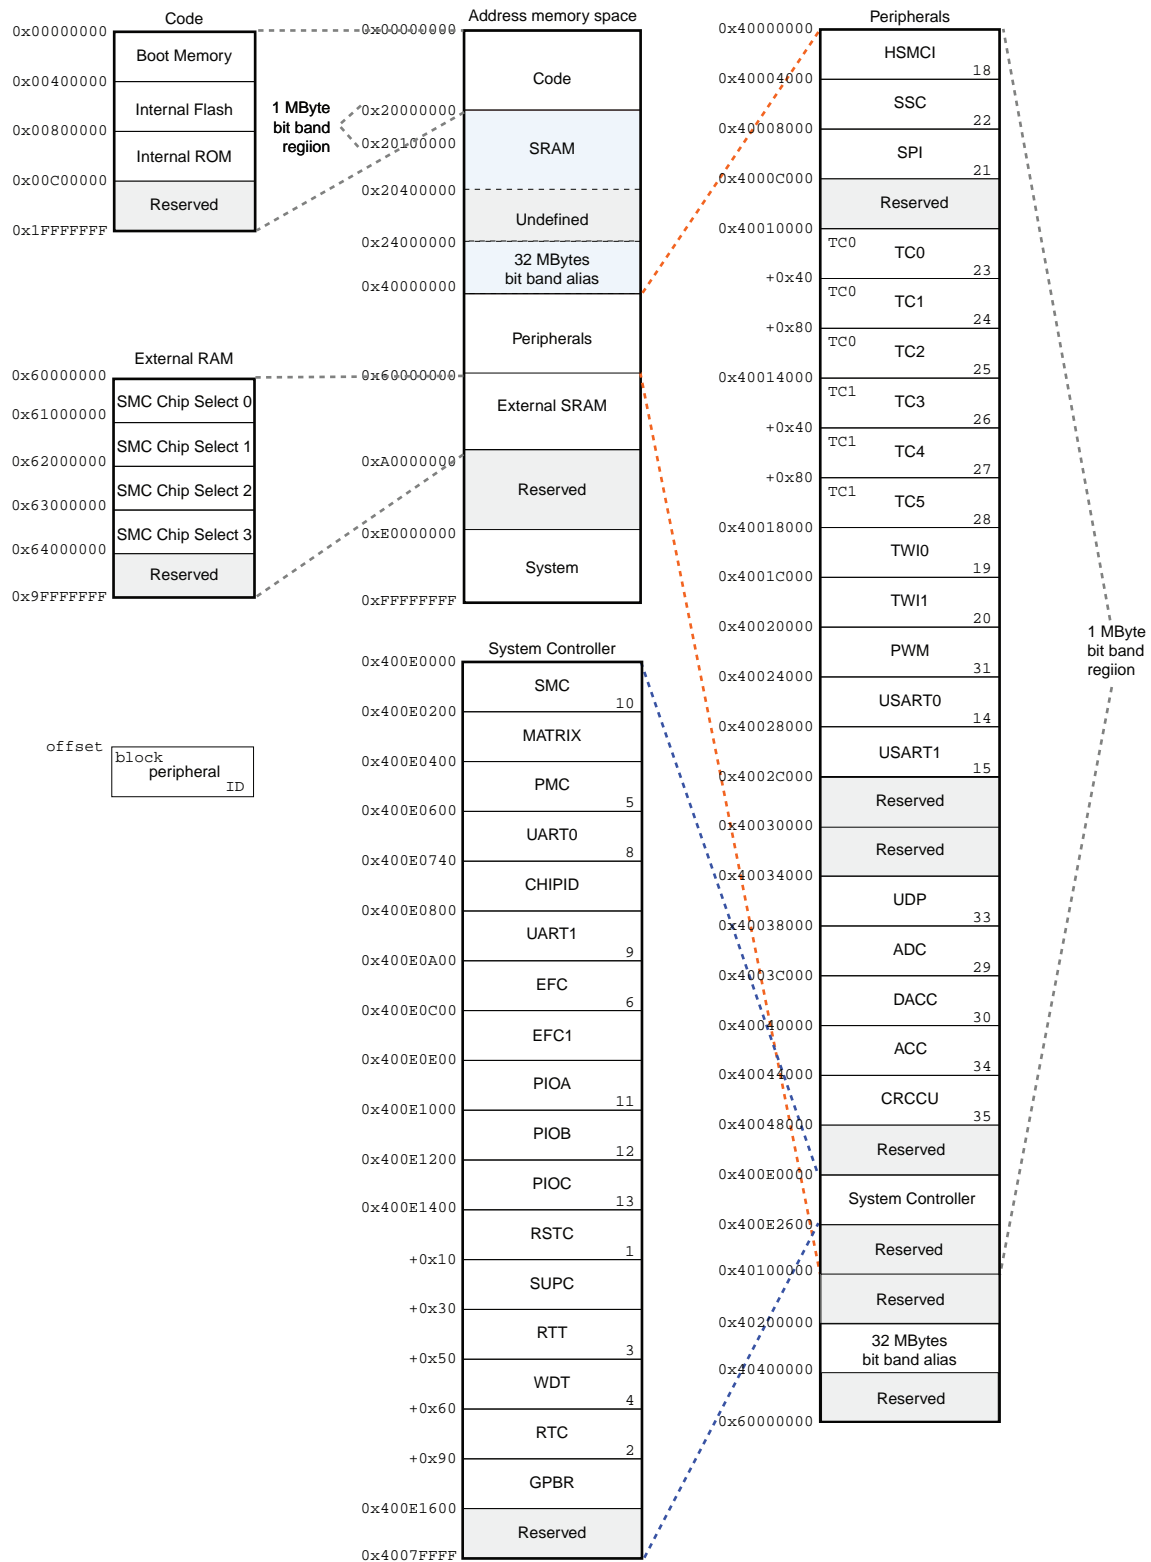 Code
0x00000000
Boot Memory
0x00400000
Internal Flash
0x00800000
Internal ROM
0x00C00000
Reserved
0x1FFFFFFF
1 MByte
bit band
regiion
External RAM
0x60000000
SMC Chip Select 0
0x61000000
SMC Chip Select 1
0x62000000
SMC Chip Select 2
0x63000000
SMC Chip Select 3
0x64000000
Reserved
0x9FFFFFFF
offset
block
peripheral
ID
Address memory space
0x00000000
Code
0x20000000
0x20100000
SRAM
0x20400000
Undefined
0x24000000
32 MBytes
bit band alias
0x40000000
Peripherals
0x60000000
External SRAM
0xA0000000
Reserved
0xE0000000
System
0xFFFFFFFF
System Controller
0x400E0000
SMC
10
0x400E0200
MATRIX
0x400E0400
PMC
5
0x400E0600
UART0
8
0x400E0740
CHIPID
0x400E0800
UART1
9
0x400E0A00
EFC
6
0x400E0C00
EFC1
0x400E0E00
PIOA
11
0x400E1000
PIOB
12
0x400E1200
PIOC
13
0x400E1400
RSTC
1
+0x10
SUPC
+0x30
RTT
3
+0x50
WDT
4
+0x60
RTC
2
+0x90
GPBR
0x400E1600
Reserved
0x4007FFFF
Peripherals
0x40000000
HSMCI
18
0x40004000
SSC
22
0x40008000
SPI
21
0x4000C000
Reserved
0x40010000
TC0
TC0
23
+0x40
TC0
TC1
24
+0x80
TC0
TC2
25
0x40014000
TC1
TC3
26
+0x40
TC1
TC4
27
+0x80
TC1
TC5
28
0x40018000
TWI0
19
0x4001C000
TWI1
20
0x40020000
PWM
31
0x40024000
USART0
14
0x40028000
USART1
15
0x4002C000
Reserved
0x40030000
Reserved
0x40034000
UDP
33
0x40038000
ADC
29
0x4003C000
DACC
30
0x40040000
ACC
34
0x40044000
CRCCU
35
0x40048000
Reserved
0x400E0000
System Controller
0x400E2600
Reserved
0x40100000
Reserved
0x40200000
32 MBytes
bit band alias
0x40400000
Reserved
0x60000000
1 MByte
bit band
regiion